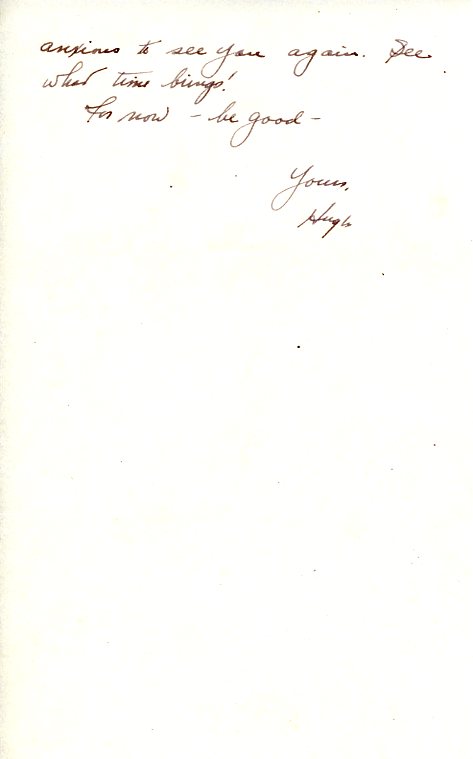 anxious to see you again. See
what time brings!
For now – be good –
Yours,
Hugh